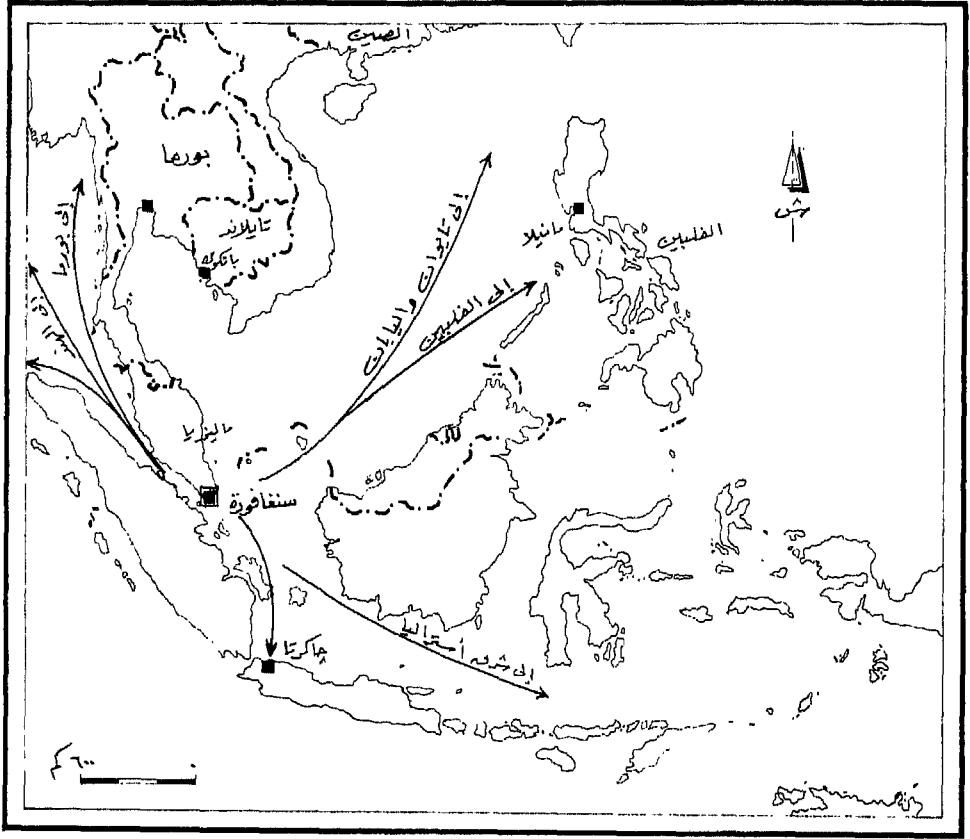 الصين
بورما
تايلاند
بانكوك
مانيلا
الفلبين
ش
إلى بورما
إلى تايوان واليابان
إلى الفلبين
ماليزيا
سنغافورة
جاكرتا
إلى شرق أستراليا
٦٠٠ كم